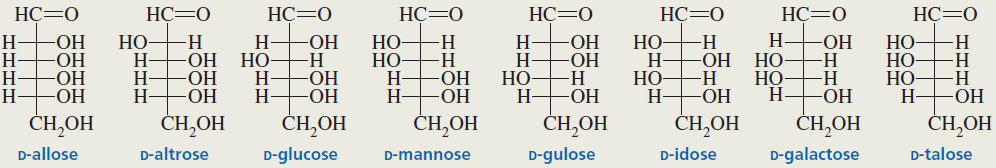 HC=O HC=O HC=O HC=O HC=O HC=O HC=O HC=O
H OH HO H H OH HO H H OH HO H H OH HO H
H OH H OH HO H HO H H OH H OH HO H HO H
H OH H OH H OH H OH HO H HO H HO H HO H
H OH H OH H OH H OH H OH H OH H OH H OH
CH₂OH CH₂OH CH₂OH CH₂OH CH₂OH CH₂OH CH₂OH CH₂OH
D-allose D-altrose D-glucose D-mannose D-gulose D-idose D-galactose D-talose